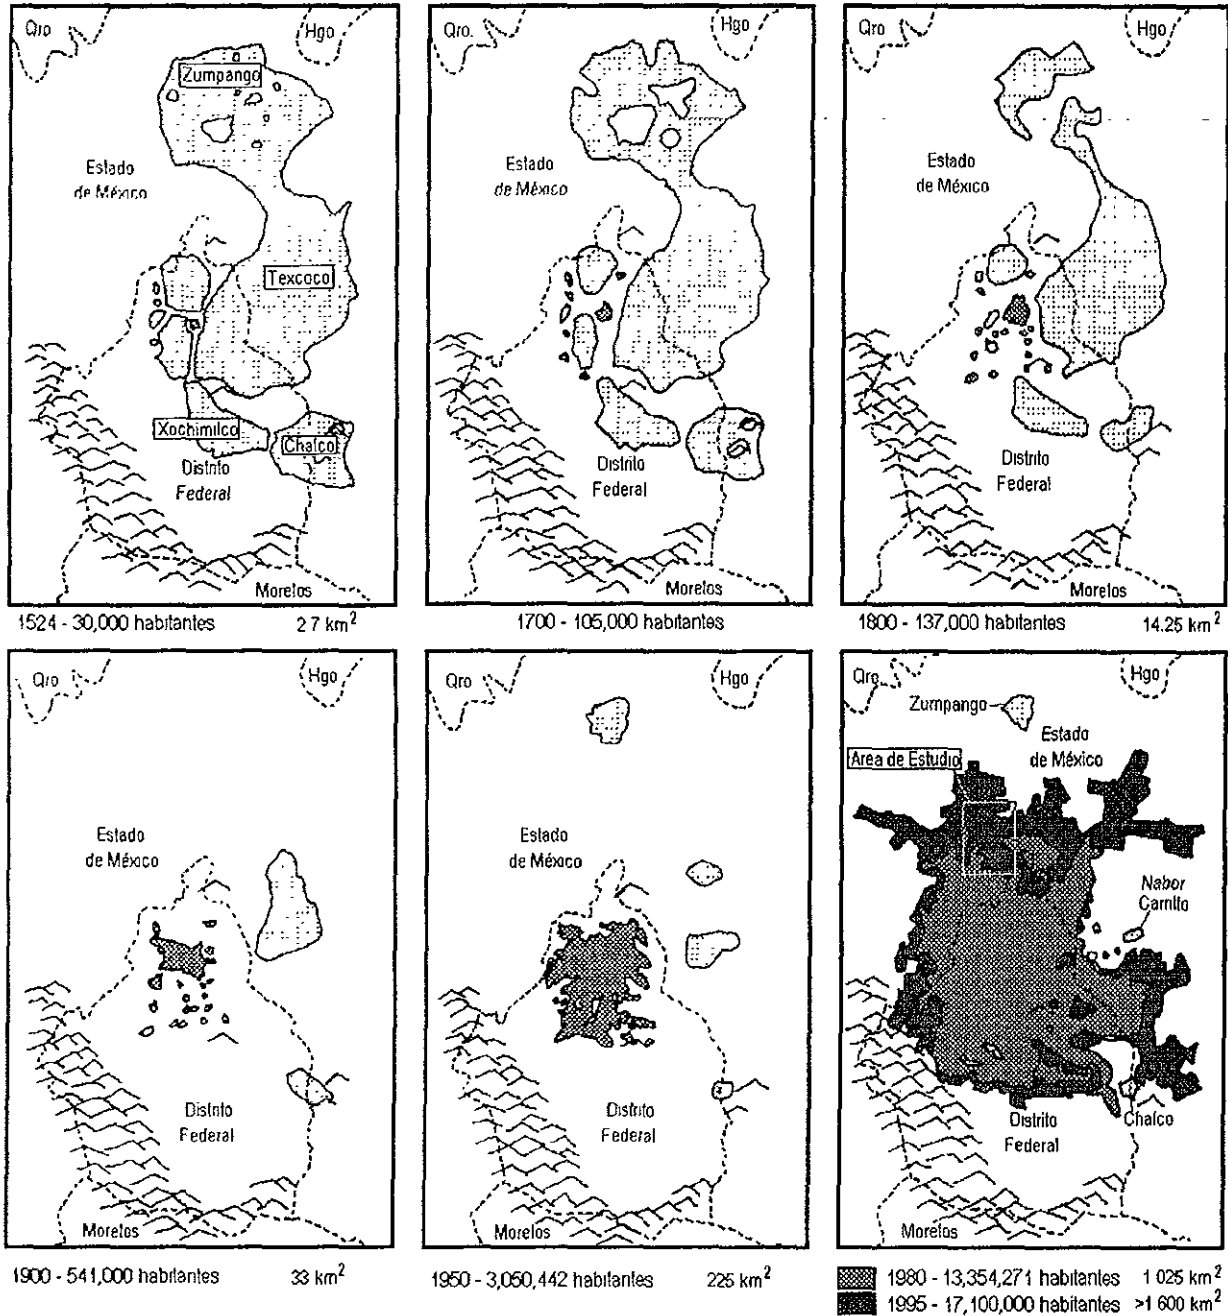 Qro
Hgo
Zumpango
Estado
de México
Texcoco
Xochimilco
Chalco
Distrito
Federal
Morelos
1524 - 30,000 habitantes 2 7 km²
Qro.
Hgo
Estado
de México
Distrito
Federal
Morelos
1700 - 105,000 habitantes
Qro
Hgo
Estado
de México
Distrito
Federal
Morelos
1800 - 137,000 habitantes 14.25 km²
Qro
Hgo
Estado
de México
Distrito
Federal
Morelos
1900 - 541,000 habitantes 33 km²
Qro
Hgo
Estado
de México
Distrito
Federal
Morelos
1950 - 3,050,442 habitantes 225 km²
Qro
Hgo
Zumpango
Estado
de México
Area de Estudio
Nabor
Carrillo
Distrito
Federal
Chalco
Morelos
1980 - 13,354,271 habitantes 1 025 km²
1995 - 17,100,000 habitantes >1 600 km²